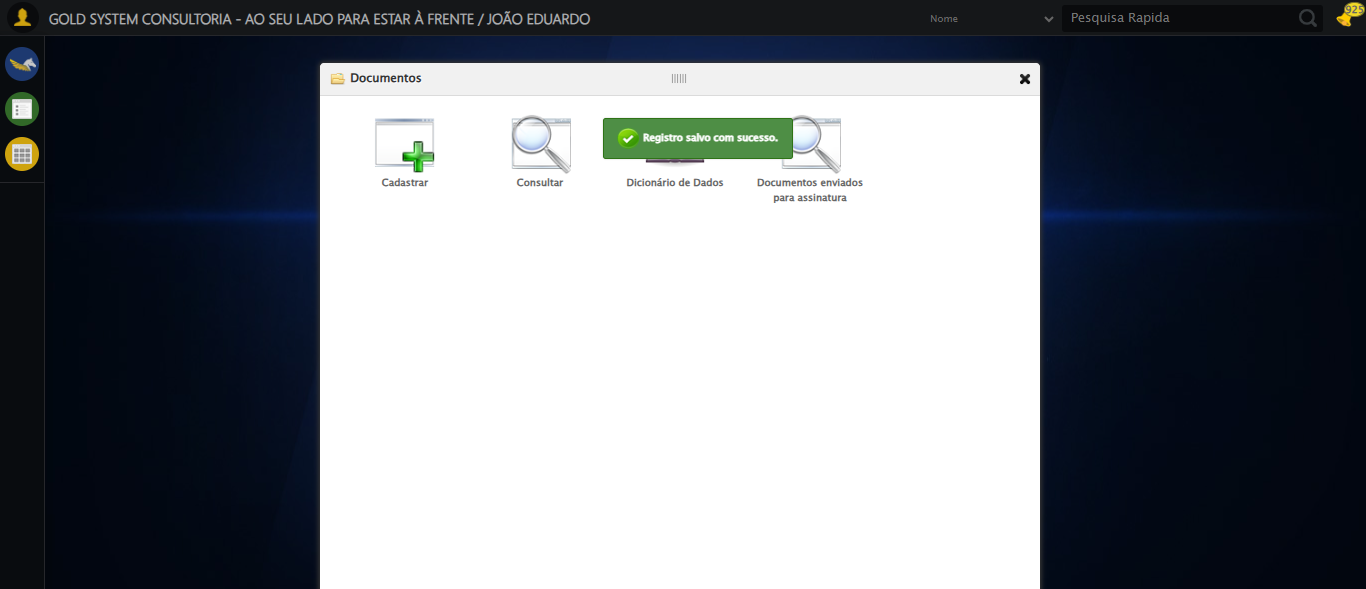 GOLD SYSTEM CONSULTORIA - AO SEU LADO PARA ESTAR À FRENTE / JOÃO EDUARDO
Nome
Pesquisa Rapida
925
Documentos
Registro salvo com sucesso.
Cadastrar
Consultar
Dicionário de Dados
Documentos enviados
para assinatura